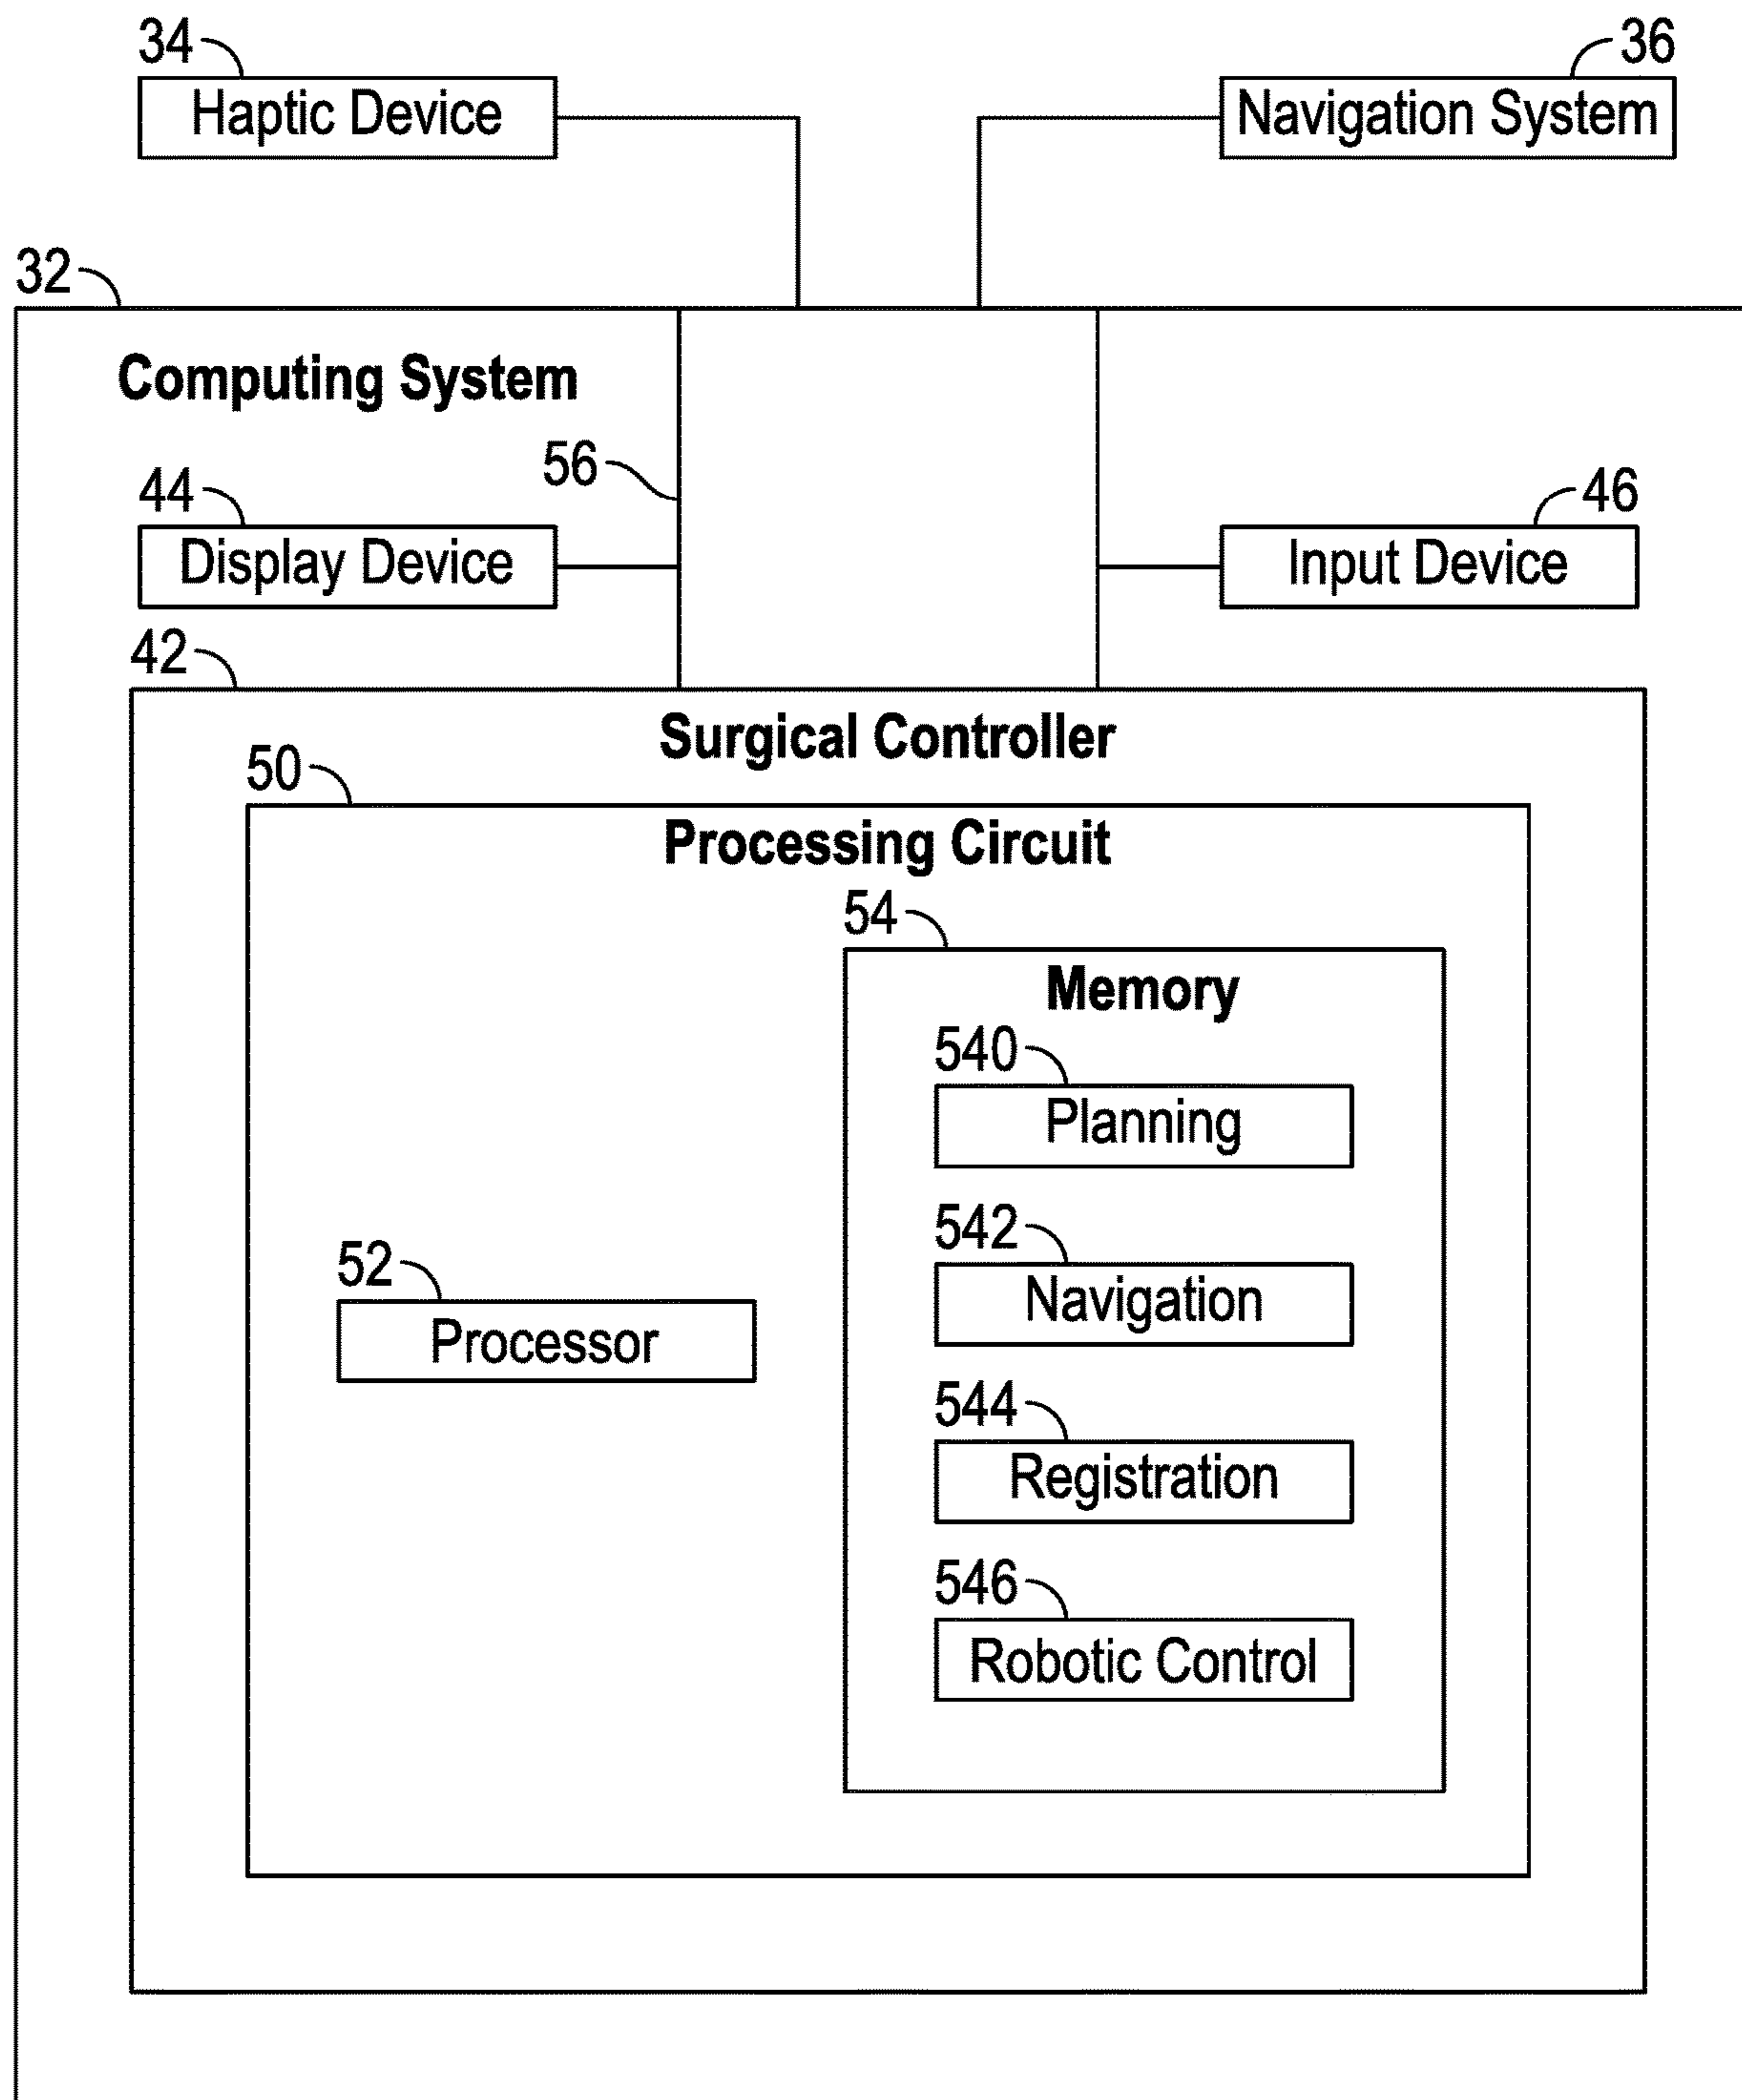 34
Haptic Device
36
Navigation System
32
Computing System
56
44
Display Device
46
Input Device
42
Surgical Controller
50
Processing Circuit
54
Memory
540
Planning
542
Navigation
52
Processor
544
Registration
546
Robotic Control